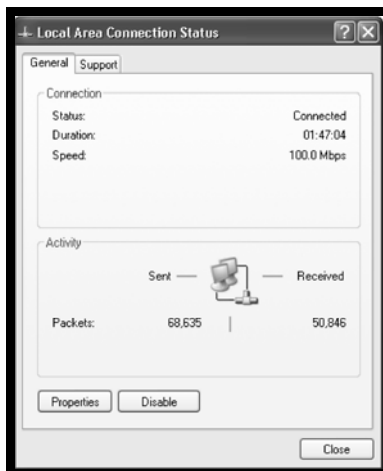 Local Area Connection Status
General Support
Connection
Status: Connected
Duration: 01:47:04
Speed: 100.0 Mbps
Activity
Sent — — Received
Packets: 68,635 | 50,846
Properties Disable
Close